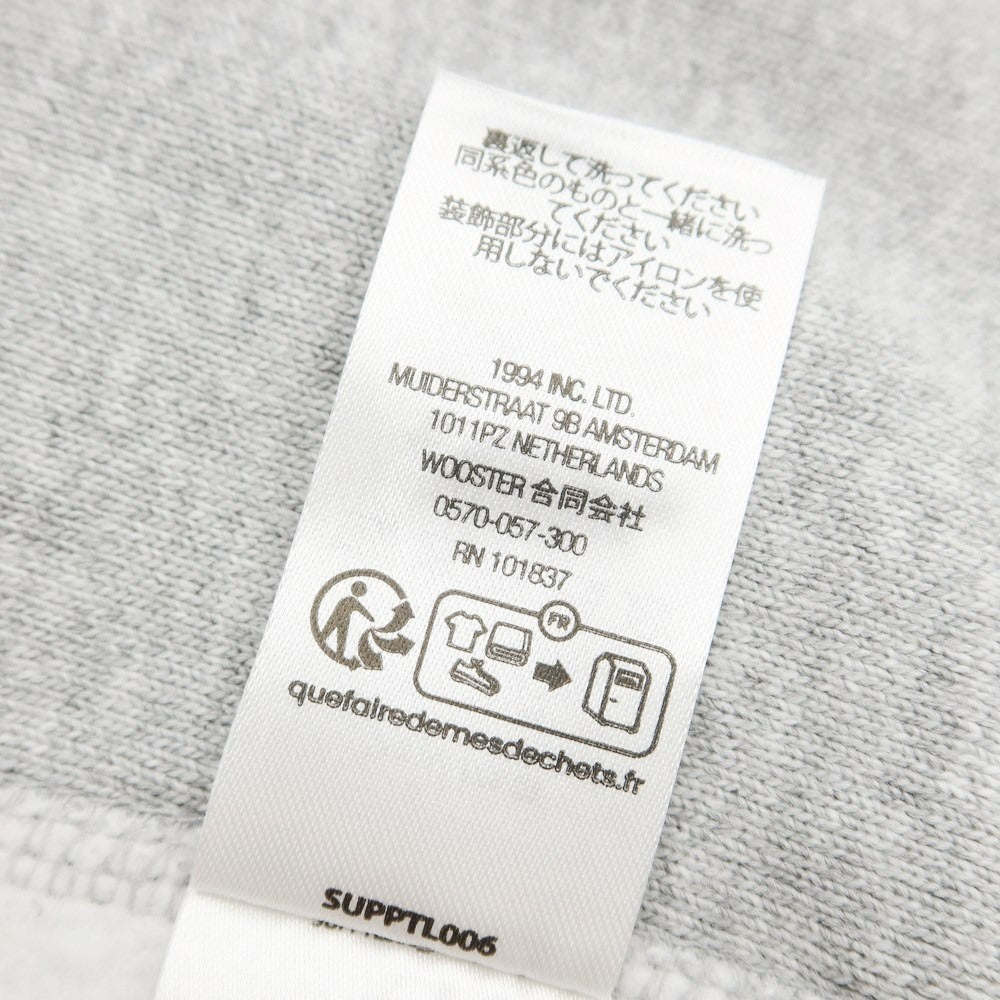 裏返して洗ってください
同系色のものと一緒に洗っ
てください
装飾部分にはアイロンを使
用しないでください
1994 INC. LTD.
MUIDERSTRAAT 9B AMSTERDAM
1011PZ NETHERLANDS
WOOSTER 合同会社
0570-057-300
RN 101837
FR
quefairedemesdechets.fr
SUPPTL006